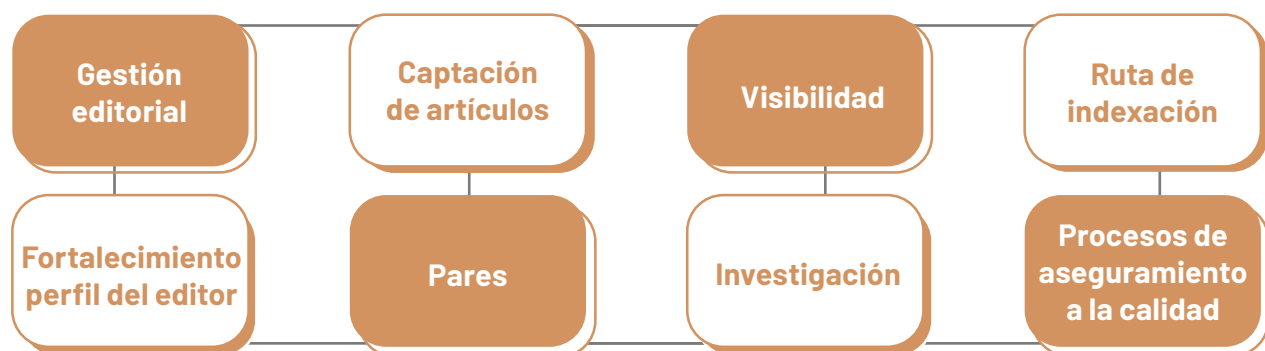 Gestión
editorial
Captación
de artículos
Visibilidad
Ruta de
indexación
Fortalecimiento
perfil del editor
Pares
Investigación
Procesos de
aseguramiento
a la calidad